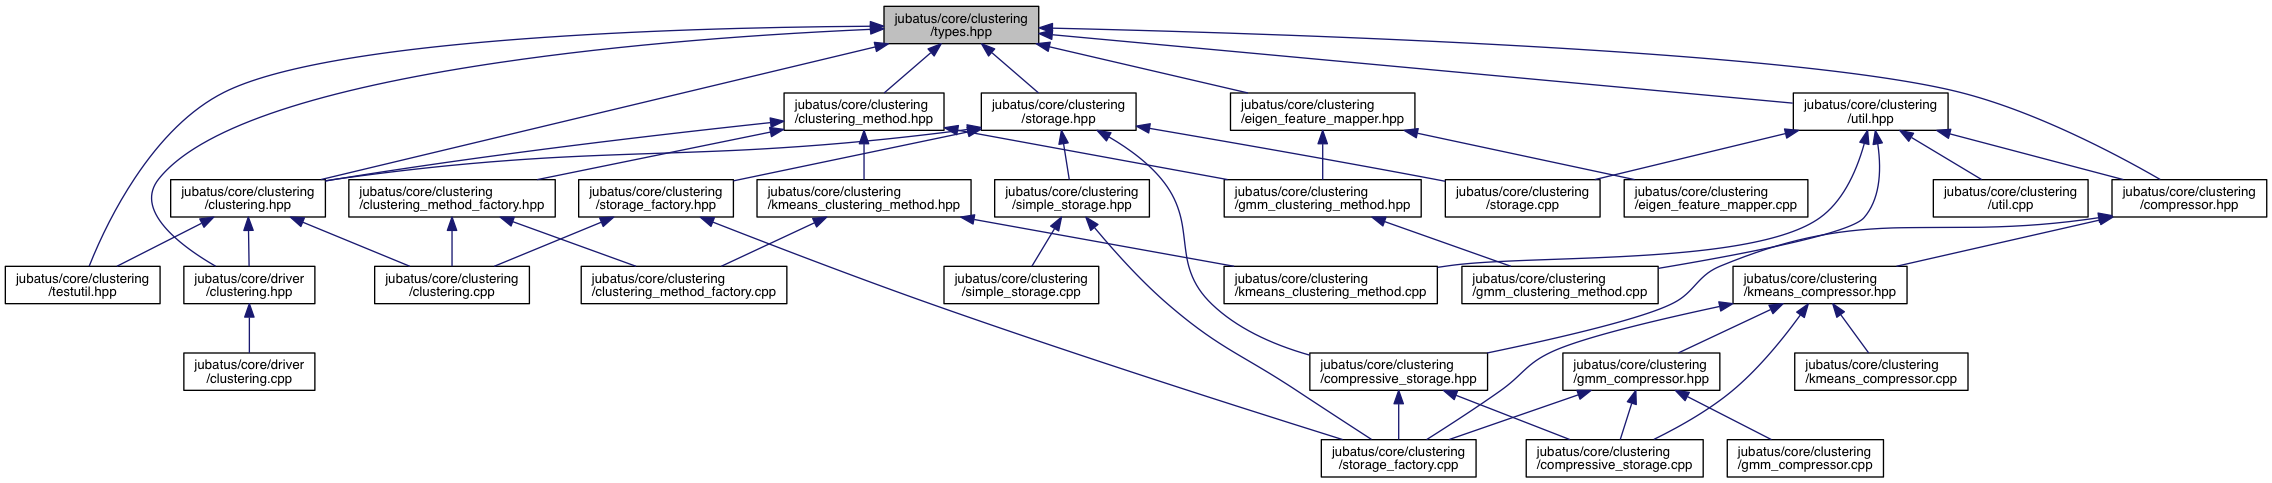 jubatus/core/clustering
/types.hpp
jubatus/core/clustering
/clustering_method.hpp
jubatus/core/clustering
/storage.hpp
jubatus/core/clustering
/eigen_feature_mapper.hpp
jubatus/core/clustering
/util.hpp
jubatus/core/clustering
/clustering.hpp
jubatus/core/clustering
/clustering_method_factory.hpp
jubatus/core/clustering
/storage_factory.hpp
jubatus/core/clustering
/kmeans_clustering_method.hpp
jubatus/core/clustering
/simple_storage.hpp
jubatus/core/clustering
/gmm_clustering_method.hpp
jubatus/core/clustering
/storage.cpp
jubatus/core/clustering
/eigen_feature_mapper.cpp
jubatus/core/clustering
/util.cpp
jubatus/core/clustering
/compressor.hpp
jubatus/core/clustering
/testutil.hpp
jubatus/core/driver
/clustering.hpp
jubatus/core/clustering
/clustering.cpp
jubatus/core/clustering
/clustering_method_factory.cpp
jubatus/core/clustering
/simple_storage.cpp
jubatus/core/clustering
/kmeans_clustering_method.cpp
jubatus/core/clustering
/gmm_clustering_method.cpp
jubatus/core/clustering
/kmeans_compressor.hpp
jubatus/core/driver
/clustering.cpp
jubatus/core/clustering
/compressive_storage.hpp
jubatus/core/clustering
/gmm_compressor.hpp
jubatus/core/clustering
/kmeans_compressor.cpp
jubatus/core/clustering
/storage_factory.cpp
jubatus/core/clustering
/compressive_storage.cpp
jubatus/core/clustering
/gmm_compressor.cpp